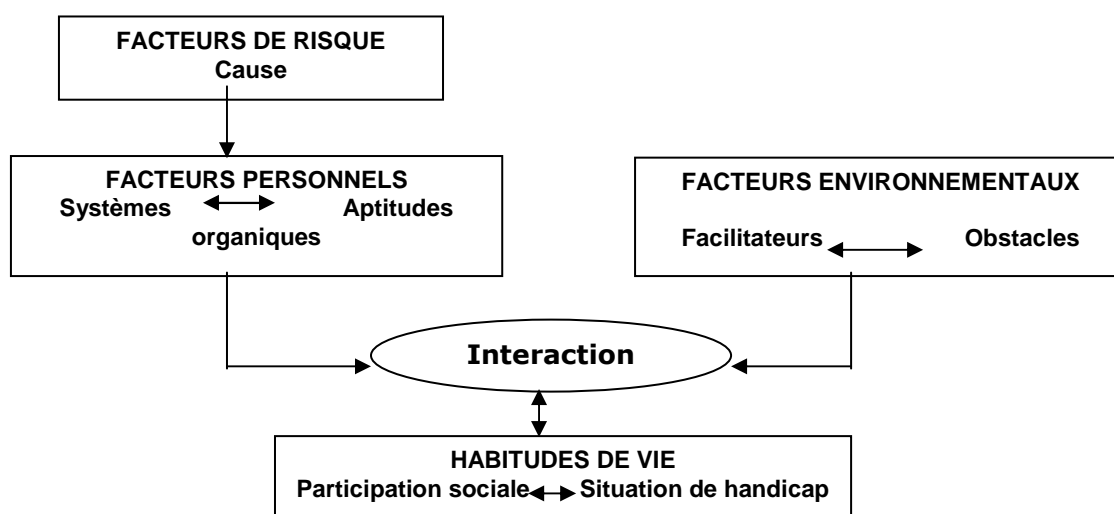 FACTEURS DE RISQUE
Cause
FACTEURS PERSONNELS
Systèmes Aptitudes
organiques
FACTEURS ENVIRONNEMENTAUX
Facilitateurs Obstacles
Interaction
HABITUDES DE VIE
Participation sociale Situation de handicap